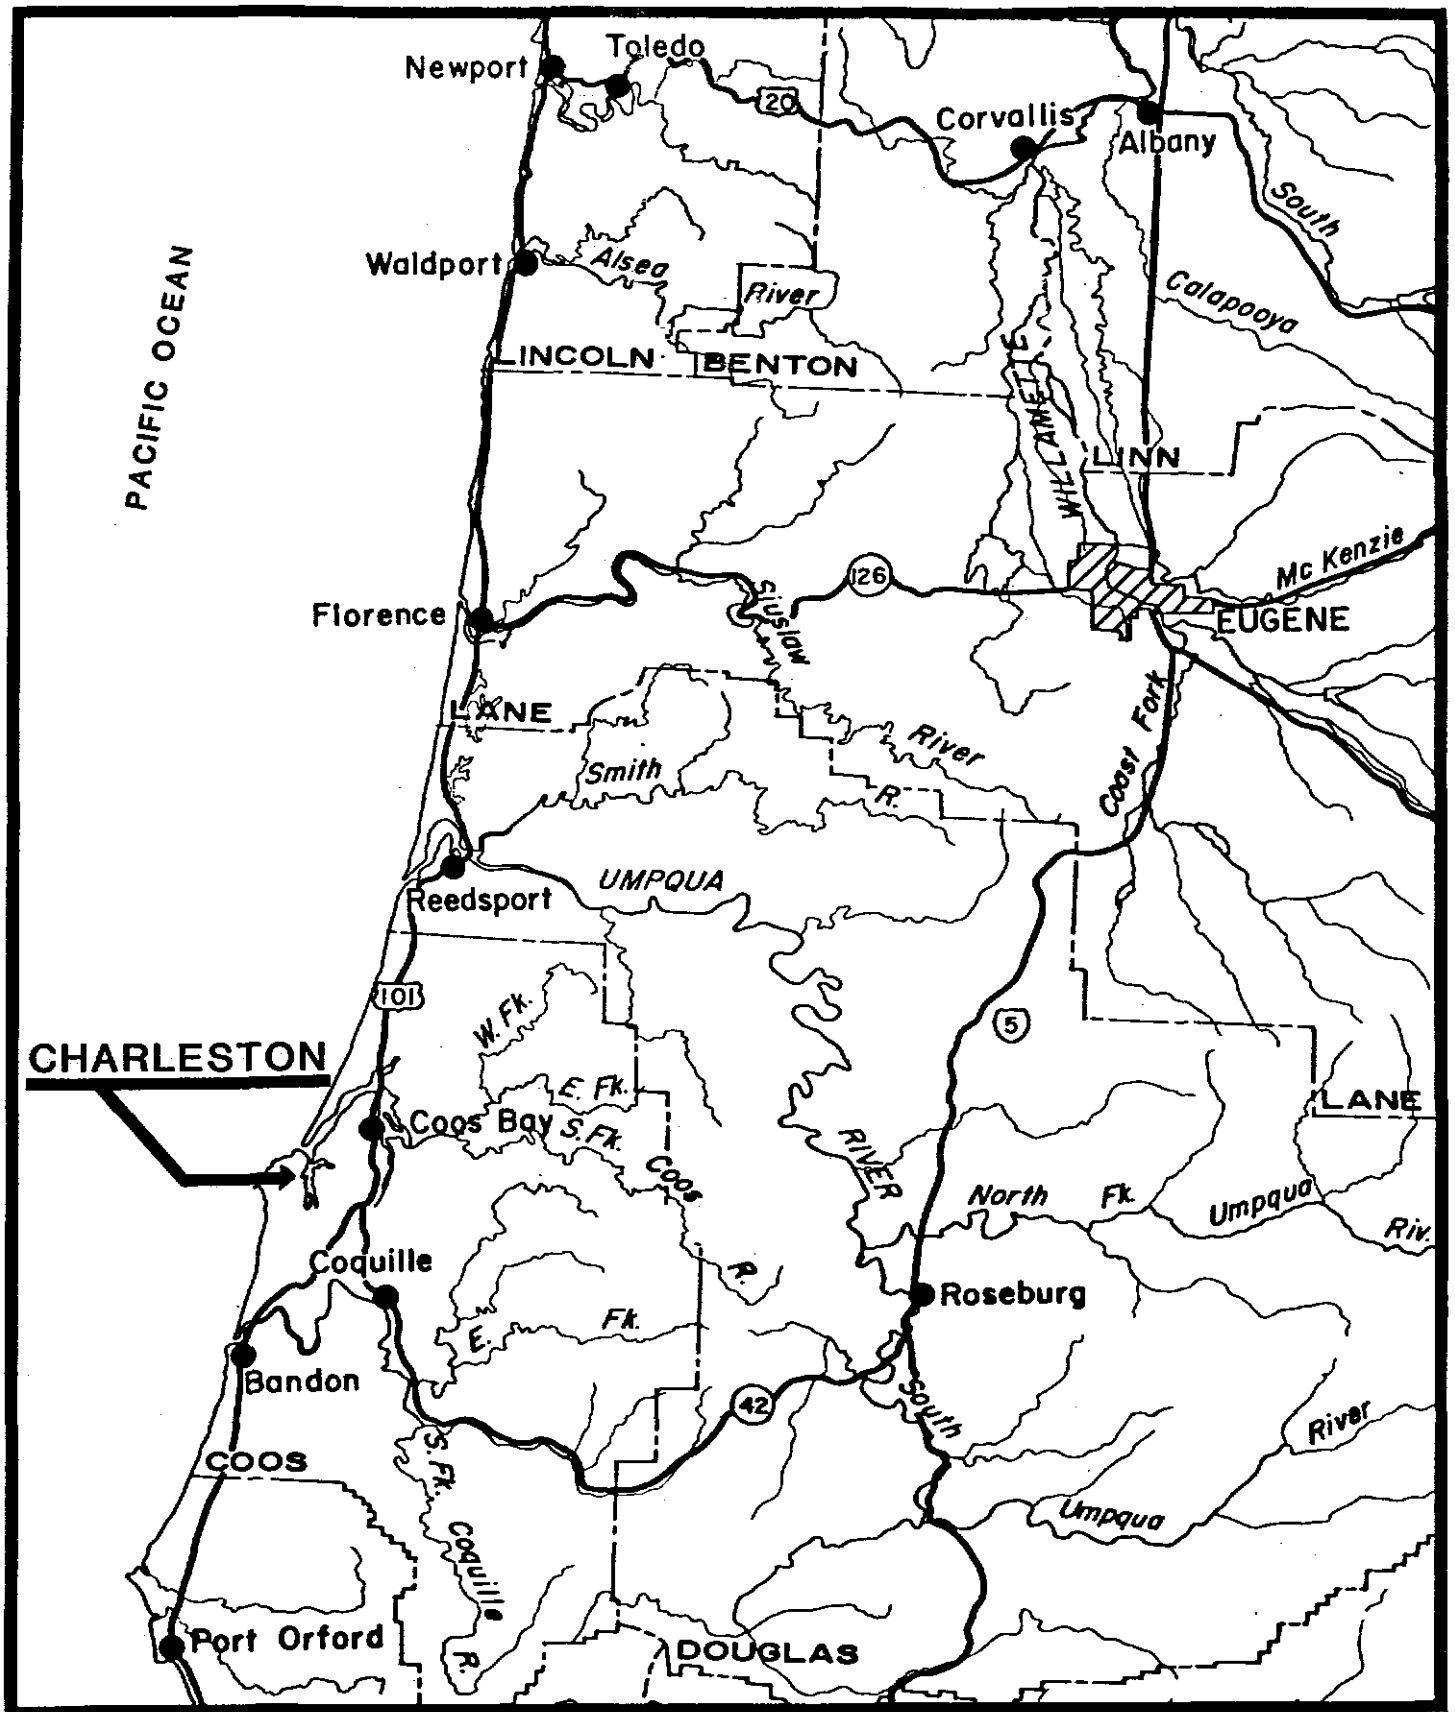 Toledo
Newport
20
Corvallis
Albany
South
Waldport
Alsea
River
Calapooya
PACIFIC OCEAN
LINCOLN
BENTON
WILLAMETTE
LINN
126
Mc Kenzie
Florence
Siuslaw
EUGENE
LANE
Coast Fork
River
Smith
R.
UMPQUA
Reedsport
101
W. Fk.
5
CHARLESTON
E. Fk.
LANE
Coos Bay
S. Fk.
RIVER
Coos
North
Fk.
Umpqua
Riv.
Coquille
R.
Roseburg
E.
Fk.
Bandon
42
South
River
COOS
S. Fk.
Umpqua
Coquille
Port Orford
R.
DOUGLAS